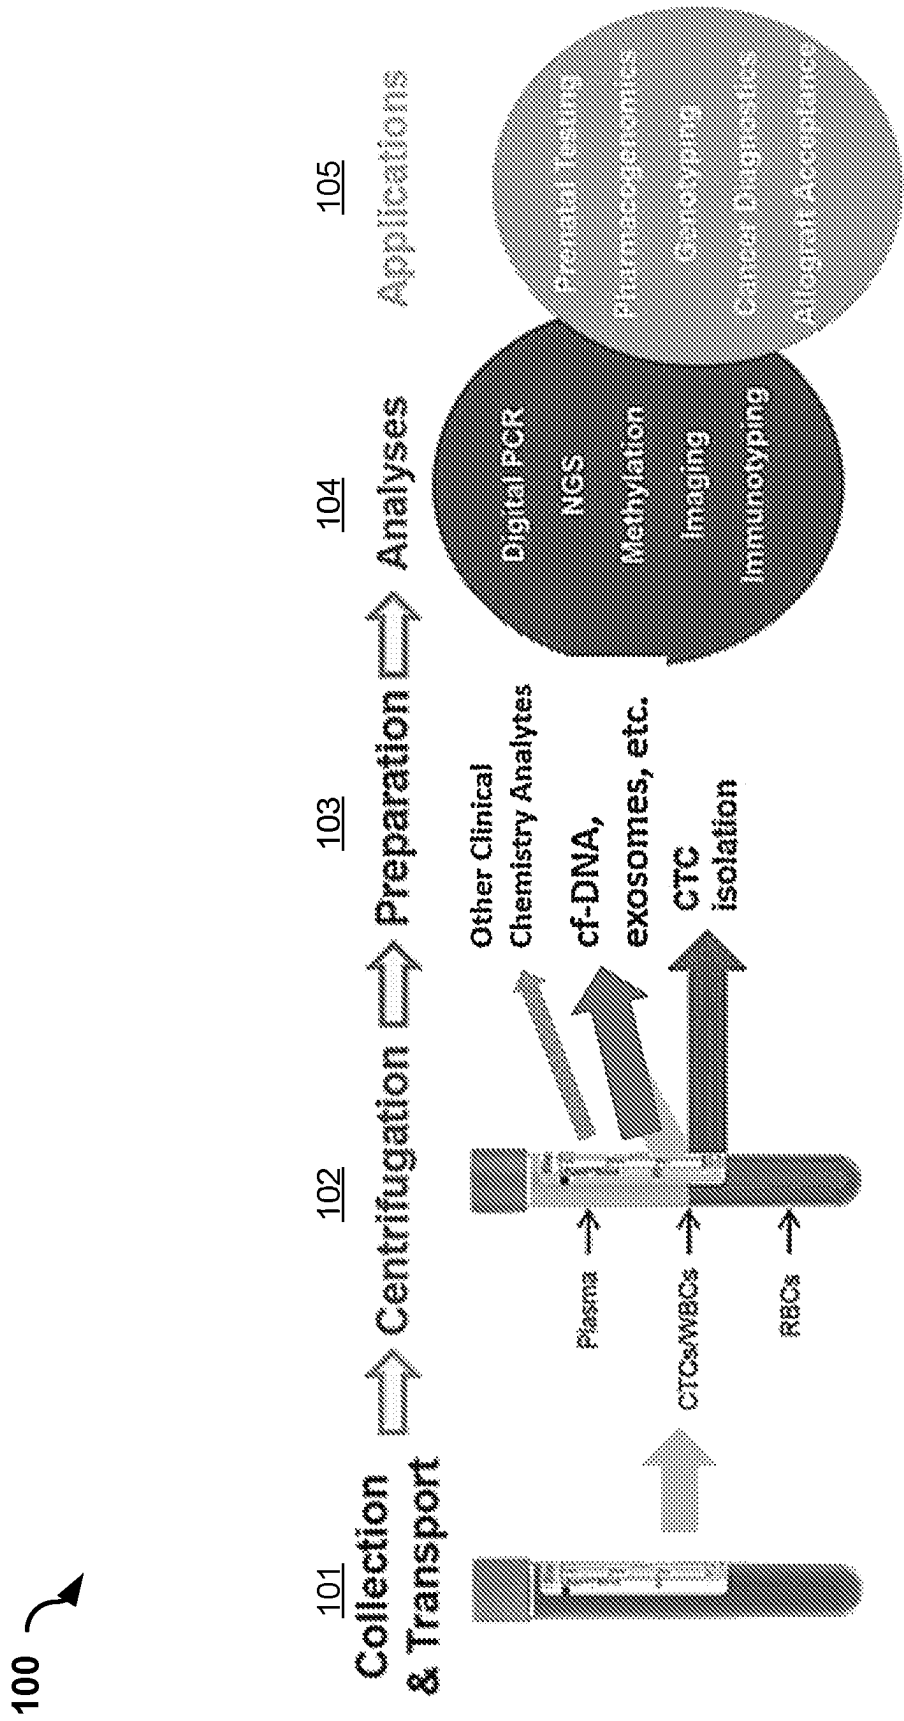 100
101
Collection
& Transport
102
Centrifugation
103
Preparation
104
Analyses
105
Applications
Plasma
CTCs/WBCs
RBCs
Other Clinical
Chemistry Analytes
cf-DNA,
exosomes, etc.
CTC
isolation
Digital PCR
NGS
Methylation
Imaging
Immunotyping
Prenatal Testing
Pharmacogenomics
Genotyping
Cancer Diagnostics
Allograft Acceptance